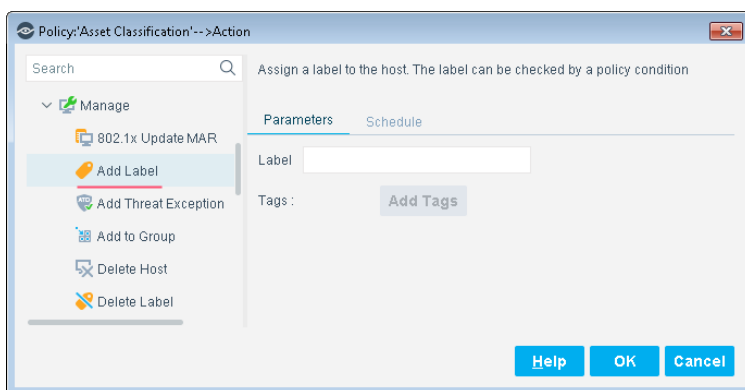 Policy:'Asset Classification'-->Action
Search
Assign a label to the host. The label can be checked by a policy condition
Manage
802.1x Update MAR
Add Label
Add Threat Exception
Add to Group
Delete Host
Delete Label
Parameters Schedule
Label
Tags : Add Tags
Help OK Cancel